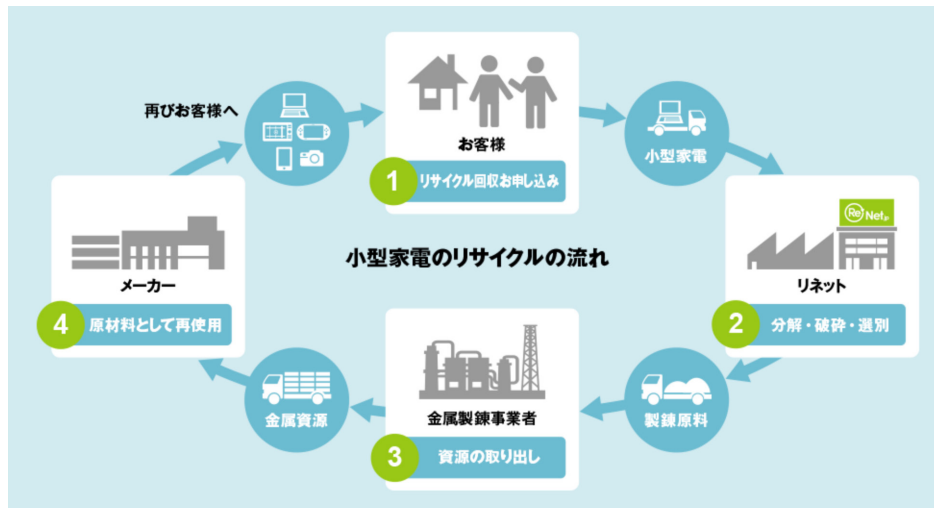 再びお客様へ
お客様
1 リサイクル回収お申し込み
小型家電
Re Net.jp
リネット
2 分解・破砕・選別
小型家電のリサイクルの流れ
メーカー
4 原材料として再使用
製錬原料
金属製錬事業者
3 資源の取り出し
金属資源